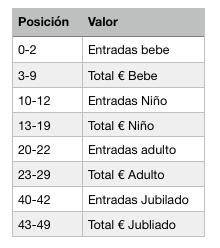 Posición Valor
0-2 Entradas bebe
3-9 Total € Bebe
10-12 Entradas Niño
13-19 Total € Niño
20-22 Entradas adulto
23-29 Total € Adulto
40-42 Entradas Jubilado
43-49 Total € Jubliado